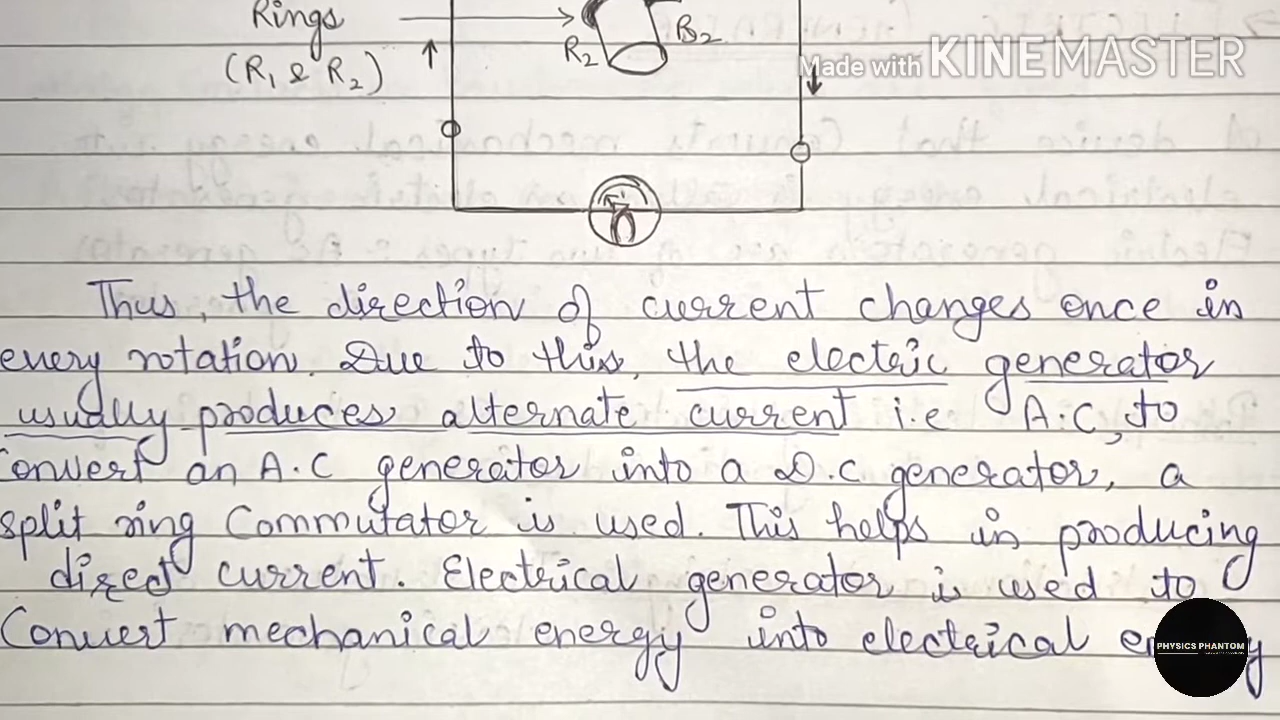 Rings
(R1 & R2)
R2
B2
Made with KINEMASTER
Thus, the direction of current changes once in
every rotation. Due to this, the electric generator
usually produces alternate current i.e A.C, to
Convert an A.C generator into a D.C generator, a
split ring Commutator is used. This helps in producing
direct current. Electrical generator is used to
Convert mechanical energy into electrical
PHYSICS PHANTOM